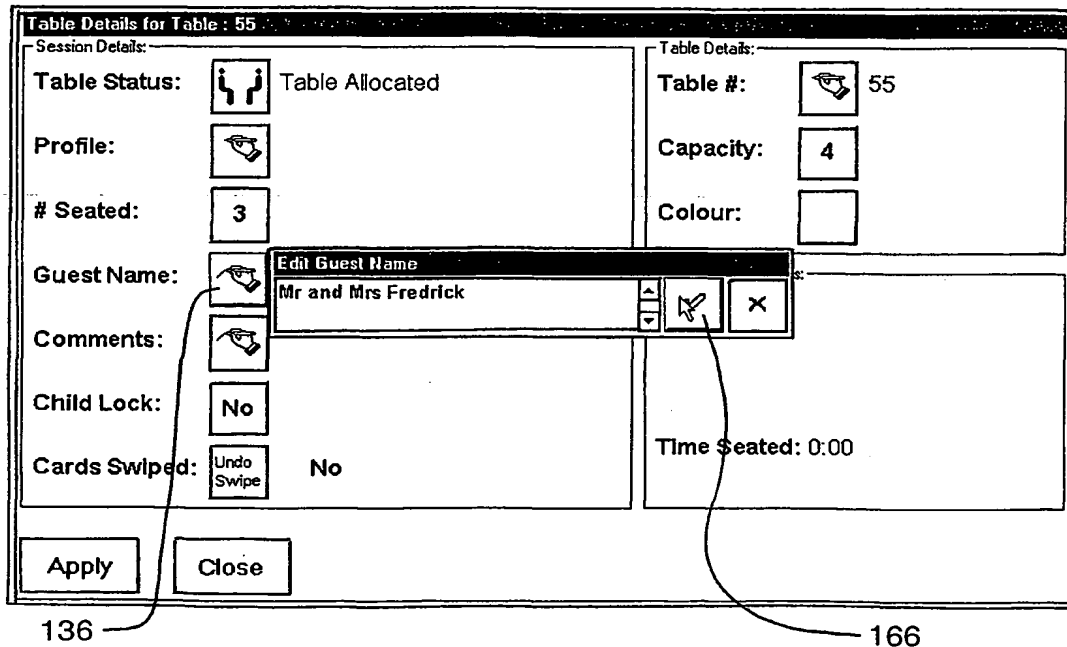 Table Details for Table : 55
Session Details:
Table Status: Table Allocated
Profile:
# Seated: 3
Guest Name:
Comments:
Child Lock: No
Cards Swiped: Undo Swipe No
Table Details:
Table #: 55
Capacity: 4
Colour:
Edit Guest Name
Mr and Mrs Fredrick
Time Seated: 0:00
Apply Close
136
166